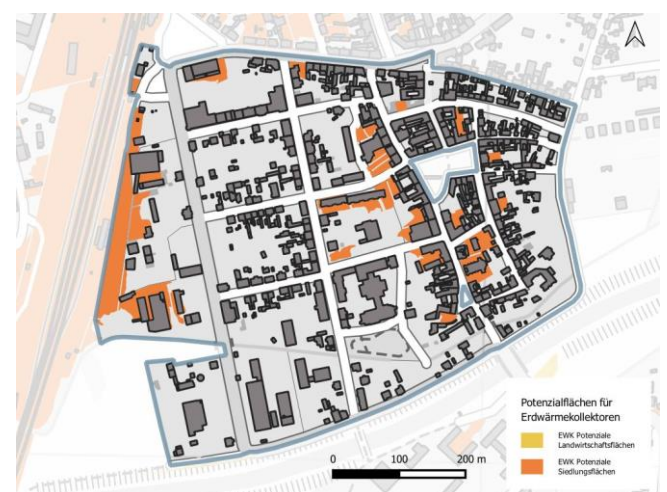 Potenzialflächen für
Erdwärmekollektoren
EWK Potenziale
Landwirtschaftsflächen
EWK Potenziale
Siedlungsflächen
0 100 200 m